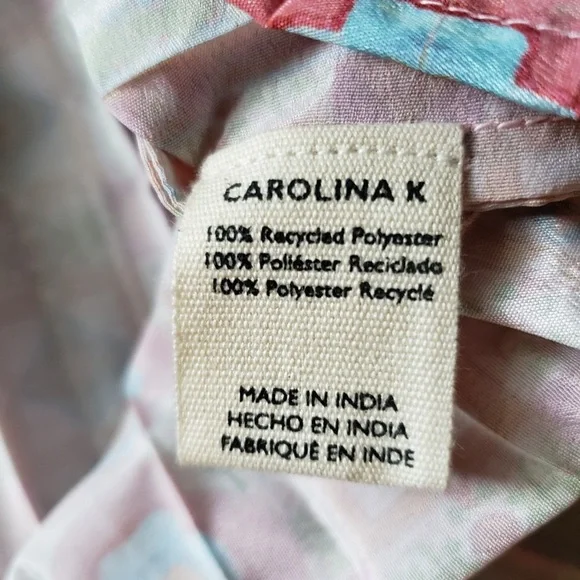 CAROLINA K
100% Recycled Polyester
100% Poliéster Reciclado
100% Polyester Recyclé
MADE IN INDIA
HECHO EN INDIA
FABRIQUÉ EN INDE